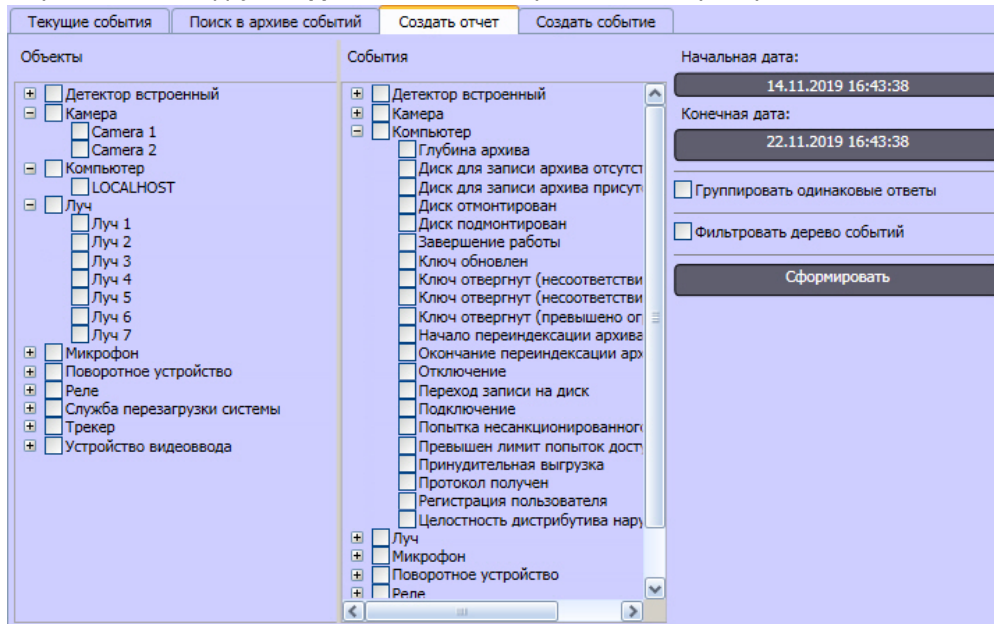 Текущие события
Поиск в архиве событий
Создать отчет
Создать событие
Объекты
Детектор встроенный
Камера
Camera 1
Camera 2
Компьютер
LOCALHOST
Луч
Луч 1
Луч 2
Луч 3
Луч 4
Луч 5
Луч 6
Луч 7
Микрофон
Поворотное устройство
Реле
Служба перезагрузки системы
Трекер
Устройство видеоввода
События
Детектор встроенный
Камера
Компьютер
Глубина архива
Диск для записи архива отсутст
Диск для записи архива присут
Диск отмонтирован
Диск подмонтирован
Завершение работы
Ключ обновлен
Ключ отвергнут (несоответстви
Ключ отвергнут (несоответстви
Ключ отвергнут (превышено ог
Начало переиндексации архива
Окончание переиндексации арх
Отключение
Переход записи на диск
Подключение
Попытка несанкционированног
Превышен лимит попыток дост
Принудительная выгрузка
Протокол получен
Регистрация пользователя
Целостность дистрибутива нару
Луч
Микрофон
Поворотное устройство
Реле
Начальная дата:
14.11.2019 16:43:38
Конечная дата:
22.11.2019 16:43:38
Группировать одинаковые ответы
Фильтровать дерево событий
Сформировать